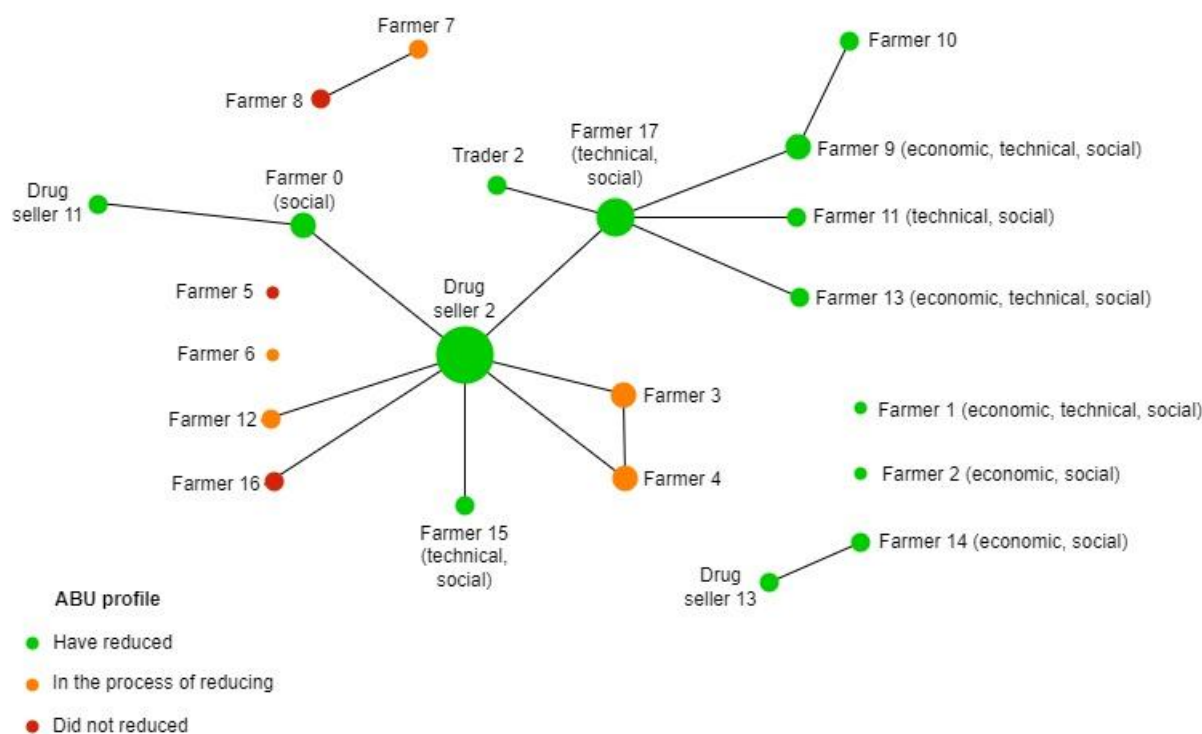 Farmer 7
Farmer 10
Farmer 8
Farmer 17
(technical,
social)
Trader 2
Farmer 9 (economic, technical, social)
Farmer 0
(social)
Drug
seller 11
Farmer 11 (technical, social)
Farmer 5
Drug
seller 2
Farmer 13 (economic, technical, social)
Farmer 6
Farmer 3
Farmer 12
Farmer 1 (economic, technical, social)
Farmer 16
Farmer 4
Farmer 2 (economic, social)
Farmer 15
(technical,
social)
Farmer 14 (economic, social)
Drug
seller 13
ABU profile
Have reduced
In the process of reducing
Did not reduced